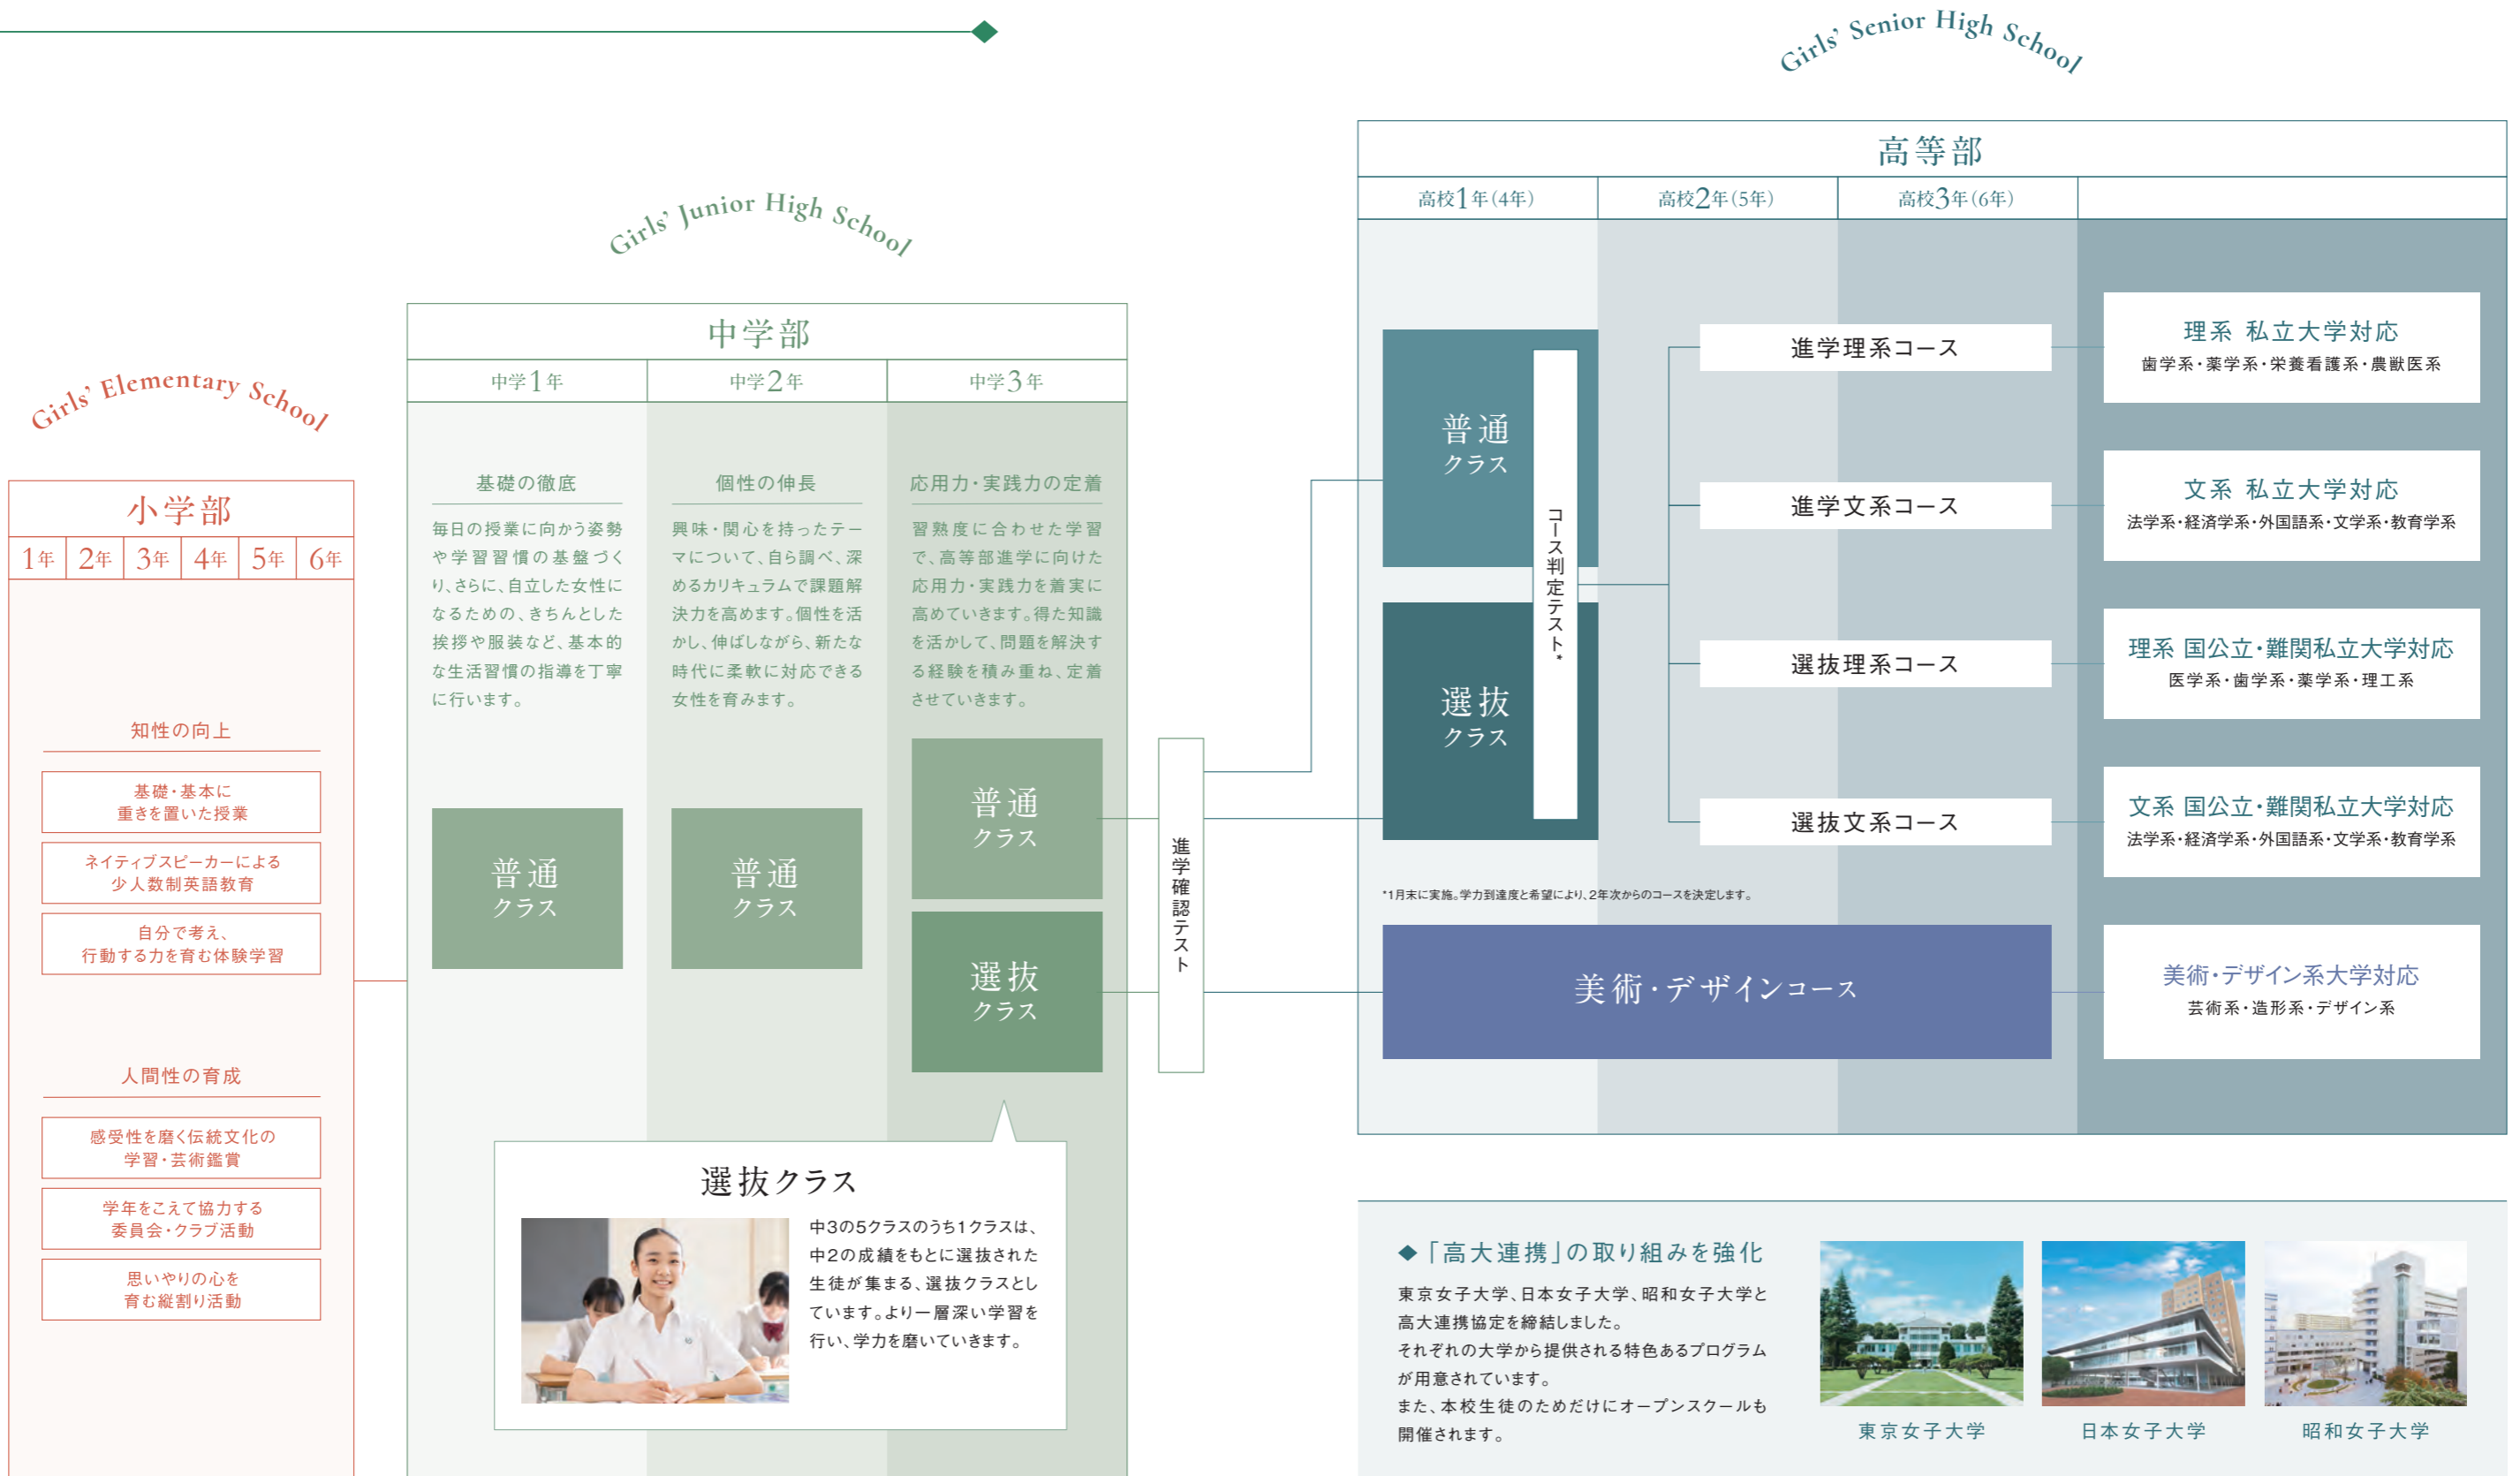 Girls' Elementary School
小学部
1年 2年 3年 4年 5年 6年
知性の向上
基礎・基本に
重きを置いた授業
ネイティブスピーカーによる
少人数制英語教育
自分で考え、
行動する力を育む体験学習
人間性の育成
感受性を磨く伝統文化の
学習・芸術鑑賞
学年をこえて協力する
委員会・クラブ活動
思いやりの心を
育む縦割り活動
Girls' Junior High School
中学部
中学1年
中学2年
中学3年
基礎の徹底
毎日の授業に向かう姿勢
や学習習慣の基盤づく
り、さらに、自立した女性に
なるための、きちんとした
挨拶や服装など、基本的
な生活習慣の指導を丁寧
に行います。
個性の伸長
興味・関心を持ったテー
マについて、自ら調べ、深
めるカリキュラムで課題解
決力を高めます。個性を活
かし、伸ばしながら、新たな
時代に柔軟に対応できる
女性を育みます。
応用力・実践力の定着
習熟度に合わせた学習
で、高等部進学に向けた
応用力・実践力を着実に
高めていきます。得た知識
を活かして、問題を解決す
る経験を積み重ね、定着
させていきます。
普通
クラス
普通
クラス
普通
クラス
選抜
クラス
進学確認テスト
選抜クラス
中3の5クラスのうち1クラスは、
中2の成績をもとに選抜された
生徒が集まる、選抜クラスとし
ています。より一層深い学習を
行い、学力を磨いていきます。
Girls' Senior High School
高等部
高校1年(4年)
高校2年(5年)
高校3年(6年)
普通
クラス
選抜
クラス
コース判定テスト*
進学理系コース
進学文系コース
選抜理系コース
選抜文系コース
理系 私立大学対応
歯学系・薬学系・栄養看護系・農獣医系
文系 私立大学対応
法学系・経済学系・外国語系・文学系・教育学系
理系 国公立・難関私立大学対応
医学系・歯学系・薬学系・理工系
文系 国公立・難関私立大学対応
法学系・経済学系・外国語系・文学系・教育学系
*1月末に実施。学力到達度と希望により、2年次からのコースを決定します。
美術・デザインコース
美術・デザイン系大学対応
芸術系・造形系・デザイン系
◆「高大連携」の取り組みを強化
東京女子大学、日本女子大学、昭和女子大学と
高大連携協定を締結しました。
それぞれの大学から提供される特色あるプログラム
が用意されています。
また、本校生徒のためだけにオープンスクールも
開催されます。
東京女子大学
日本女子大学
昭和女子大学